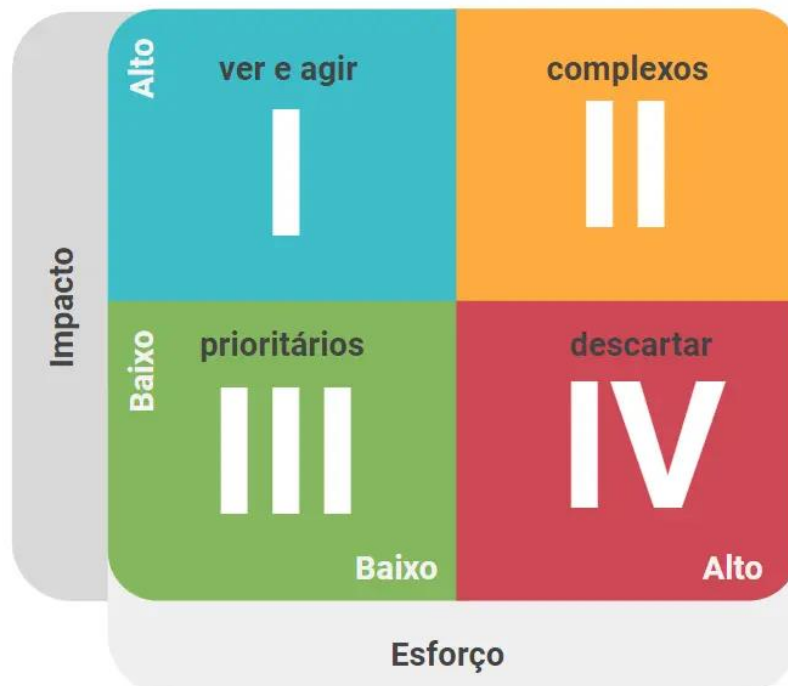 Impacto
Alto
ver e agir
I
complexos
II
Baixo
prioritários
III
Baixo
descartar
IV
Alto
Esforço